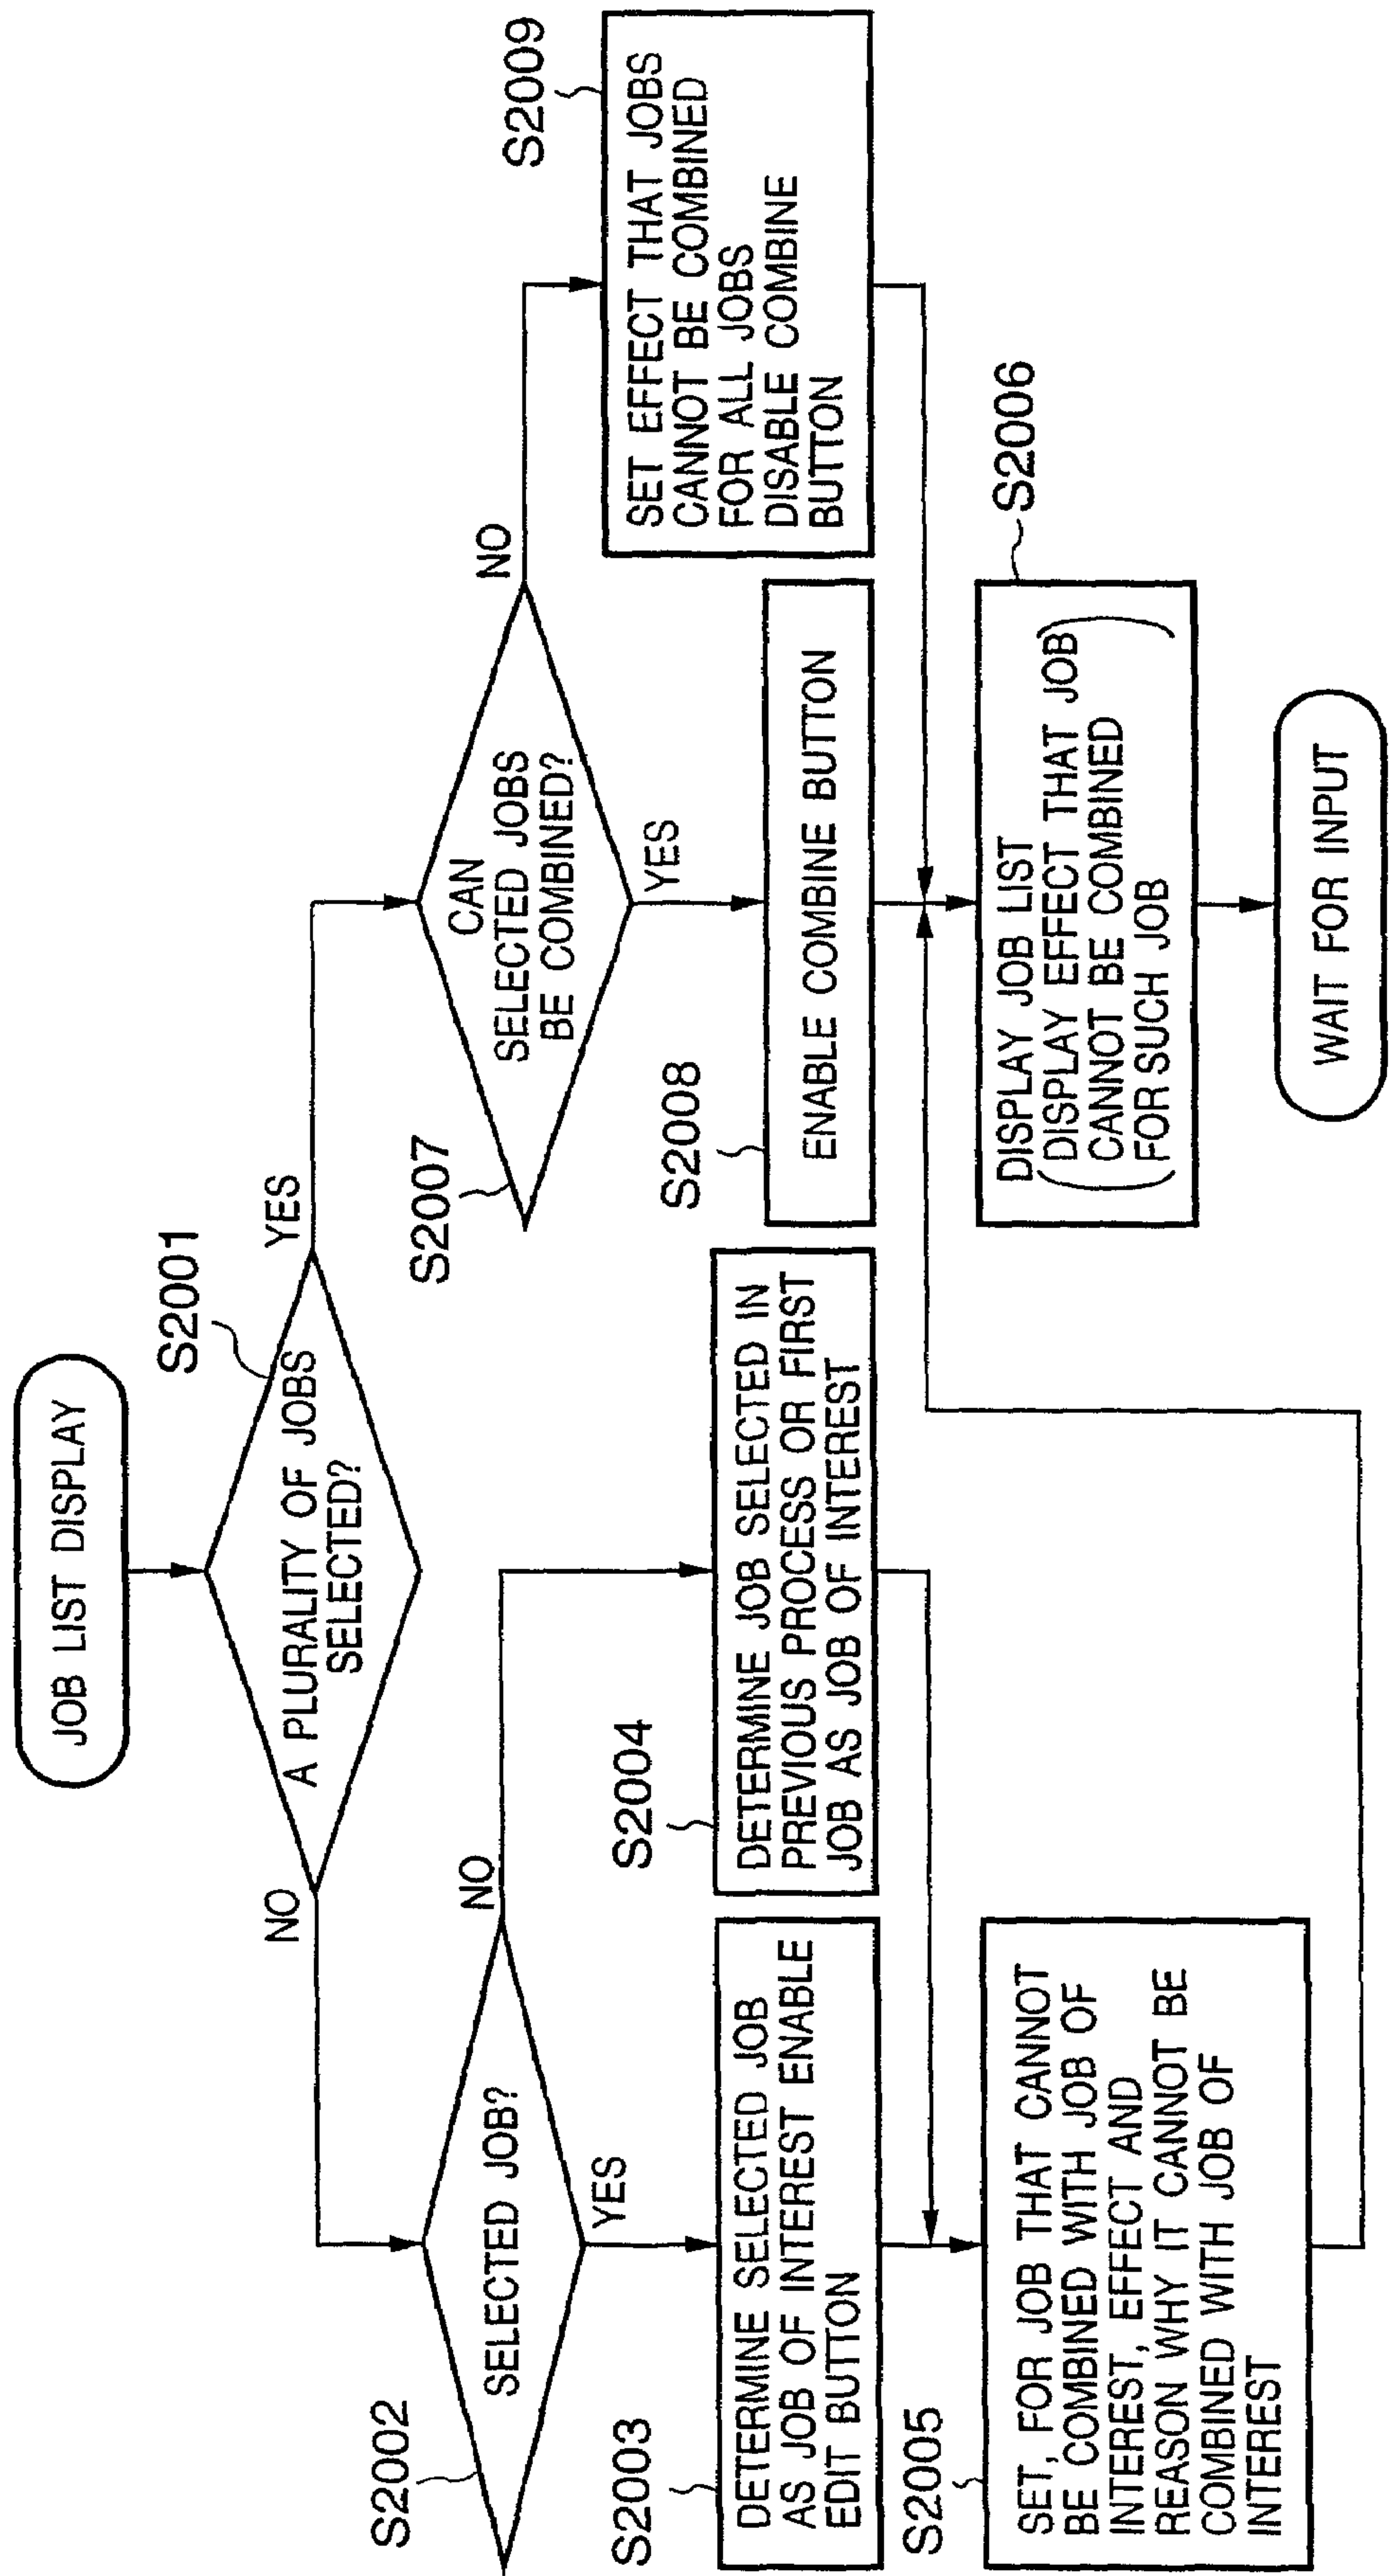 JOB LIST DISPLAY
S2001
A PLURALITY OF JOBS
SELECTED?
NO
YES
S2002
SELECTED JOB?
NO
YES
S2007
CAN
SELECTED JOBS
BE COMBINED?
NO
YES
S2003
DETERMINE SELECTED JOB
AS JOB OF INTEREST ENABLE
EDIT BUTTON
S2004
DETERMINE JOB SELECTED IN
PREVIOUS PROCESS OR FIRST
JOB AS JOB OF INTEREST
S2008
ENABLE COMBINE BUTTON
S2009
SET EFFECT THAT JOBS
CANNOT BE COMBINED
FOR ALL JOBS
DISABLE COMBINE
BUTTON
S2005
SET, FOR JOB THAT CANNOT
BE COMBINED WITH JOB OF
INTEREST, EFFECT AND
REASON WHY IT CANNOT BE
COMBINED WITH JOB OF
INTEREST
S2006
DISPLAY JOB LIST
(DISPLAY EFFECT THAT JOB
CANNOT BE COMBINED
FOR SUCH JOB)
WAIT FOR INPUT